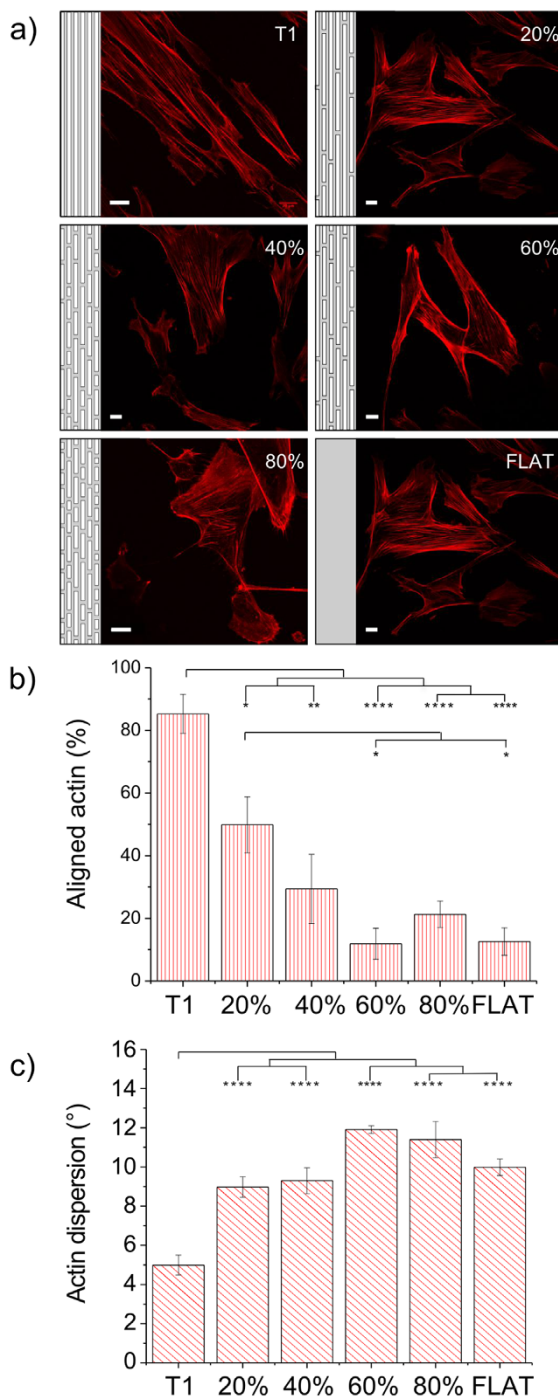 a)
T1
20%
40%
60%
80%
FLAT
b)
Aligned actin (%)
100
80
60
40
20
0
* ** **** **** ****
* *
T1 20% 40% 60% 80% FLAT
c)
Actin dispersion (°)
16
14
12
10
8
6
4
2
0
**** **** **** **** ****
T1 20% 40% 60% 80% FLAT